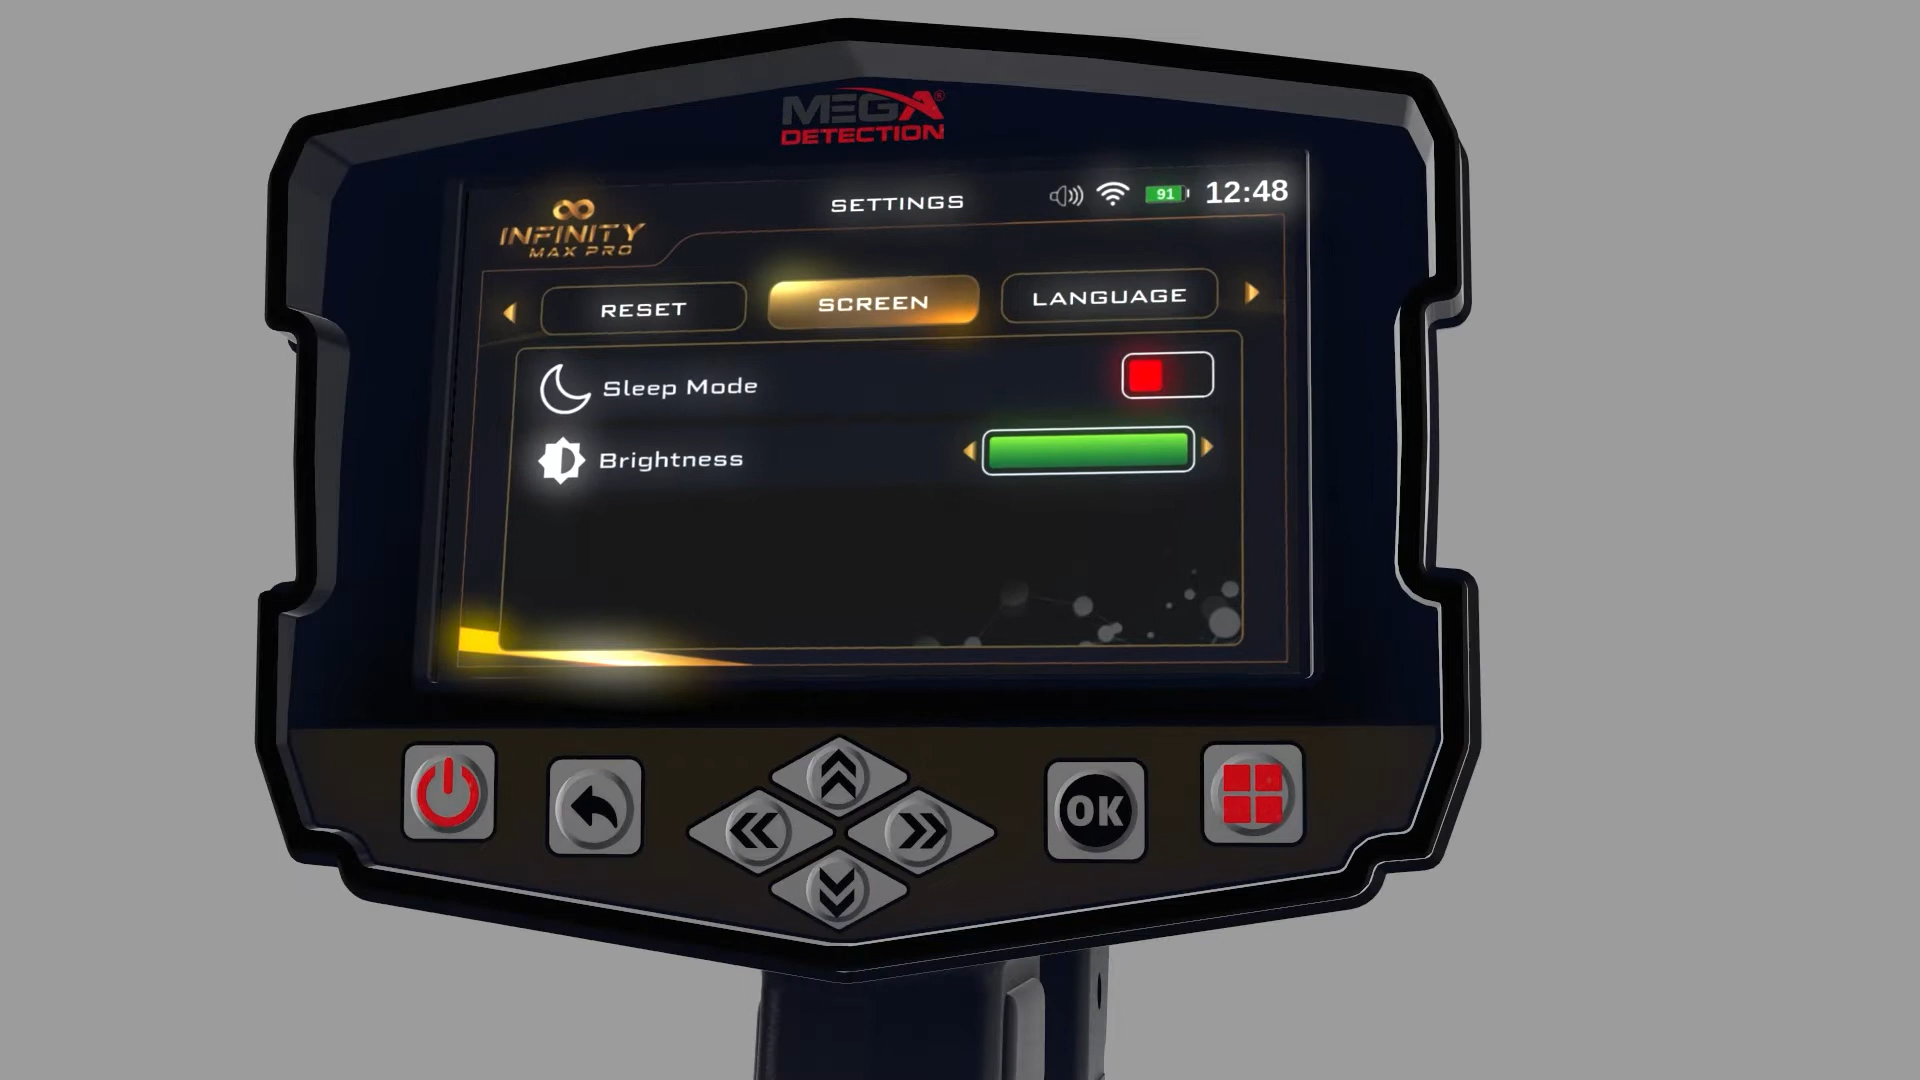 MEGA®
DETECTION
INFINITY
MAX PRO
SETTINGS
91
12:48
RESET
SCREEN
LANGUAGE
Sleep Mode
Brightness
OK